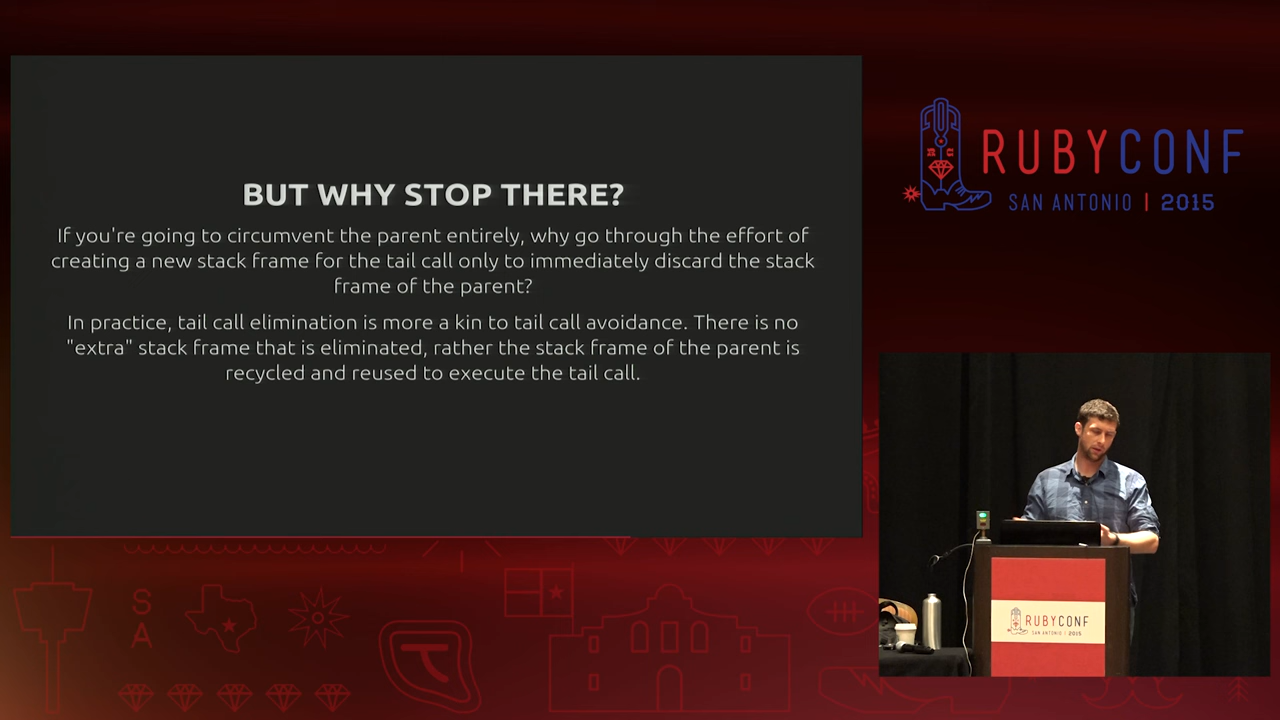 BUT WHY STOP THERE?
If you're going to circumvent the parent entirely, why go through the effort of
creating a new stack frame for the tail call only to immediately discard the stack
frame of the parent?
In practice, tail call elimination is more a kin to tail call avoidance. There is no
"extra" stack frame that is eliminated, rather the stack frame of the parent is
recycled and reused to execute the tail call.
RUBYCONF
SAN ANTONIO | 2015
S
A
RUBYCONF
SAN ANTONIO | 2015